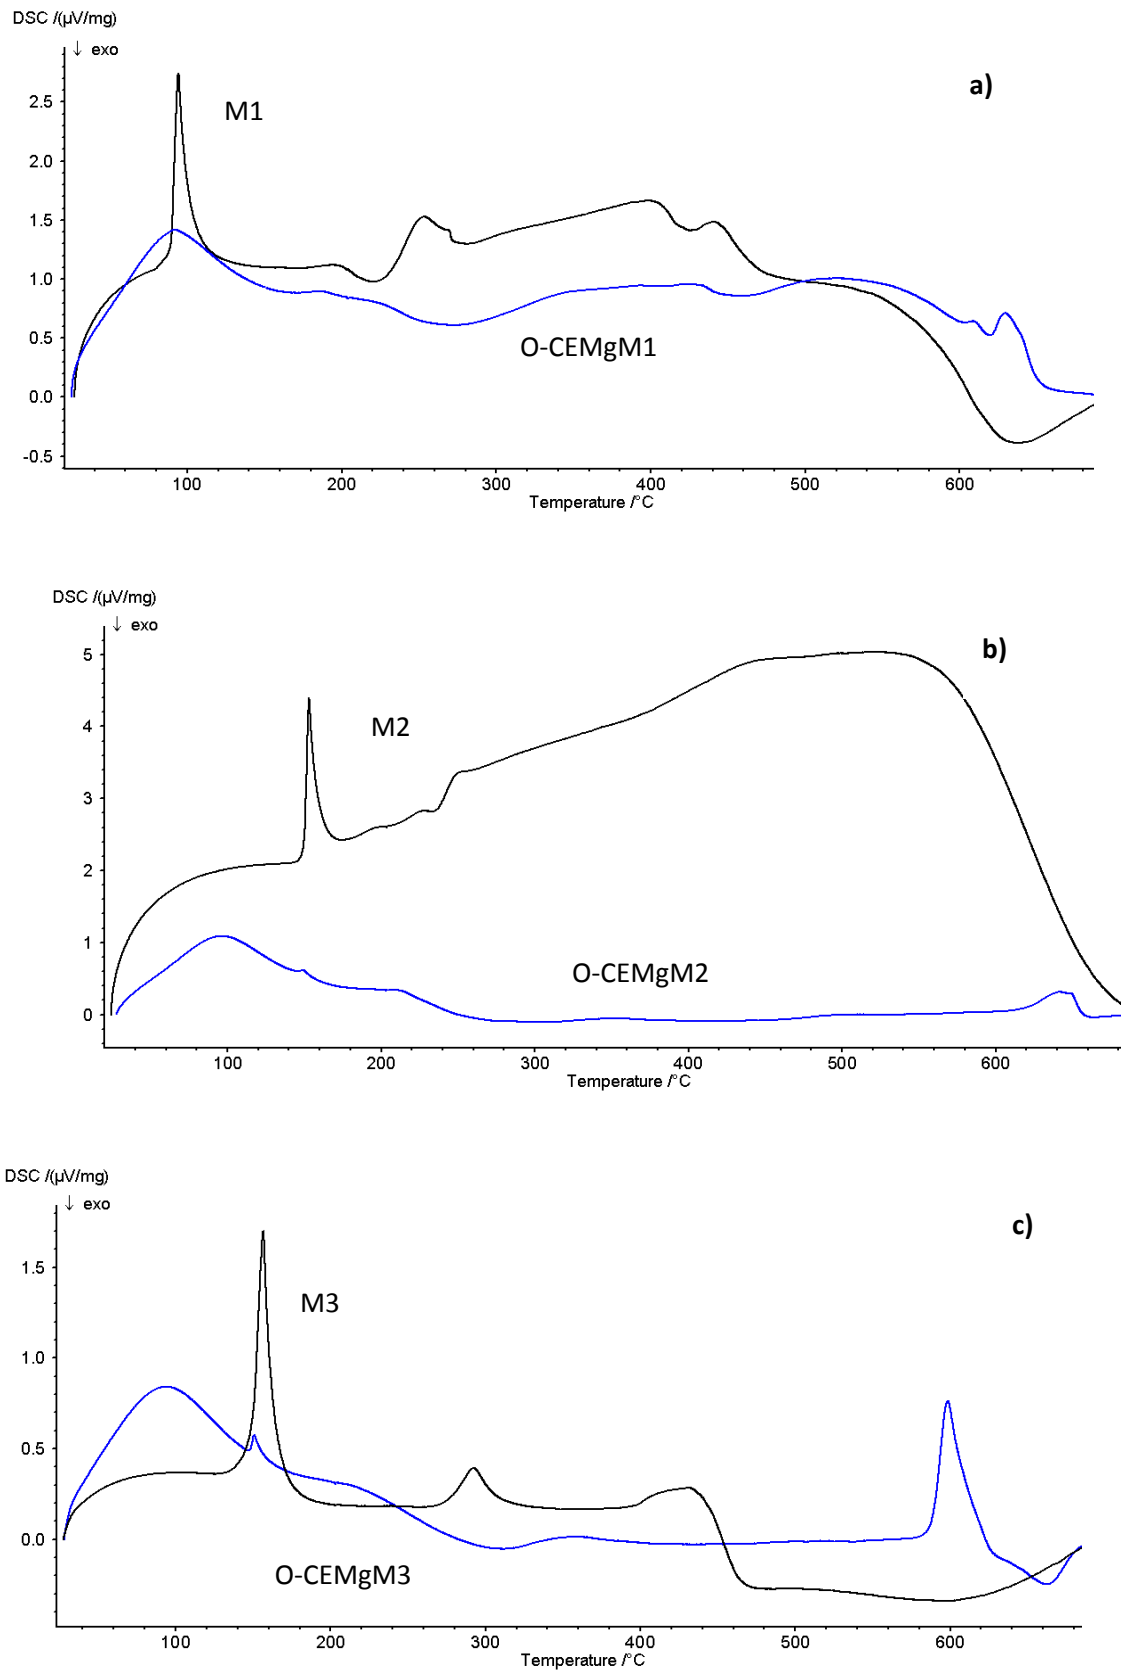 DSC /(µV/mg)
↓ exo
a)
M1
2.5
2.0
1.5
1.0
0.5
0.0
-0.5
O-CEMgM1
100 200 300 400 500 600
Temperature /°C
DSC /(µV/mg)
↓ exo
b)
5
4
3
2
1
0
M2
O-CEMgM2
100 200 300 400 500 600
Temperature /°C
DSC /(µV/mg)
↓ exo
c)
1.5
1.0
0.5
0.0
M3
O-CEMgM3
100 200 300 400 500 600
Temperature /°C